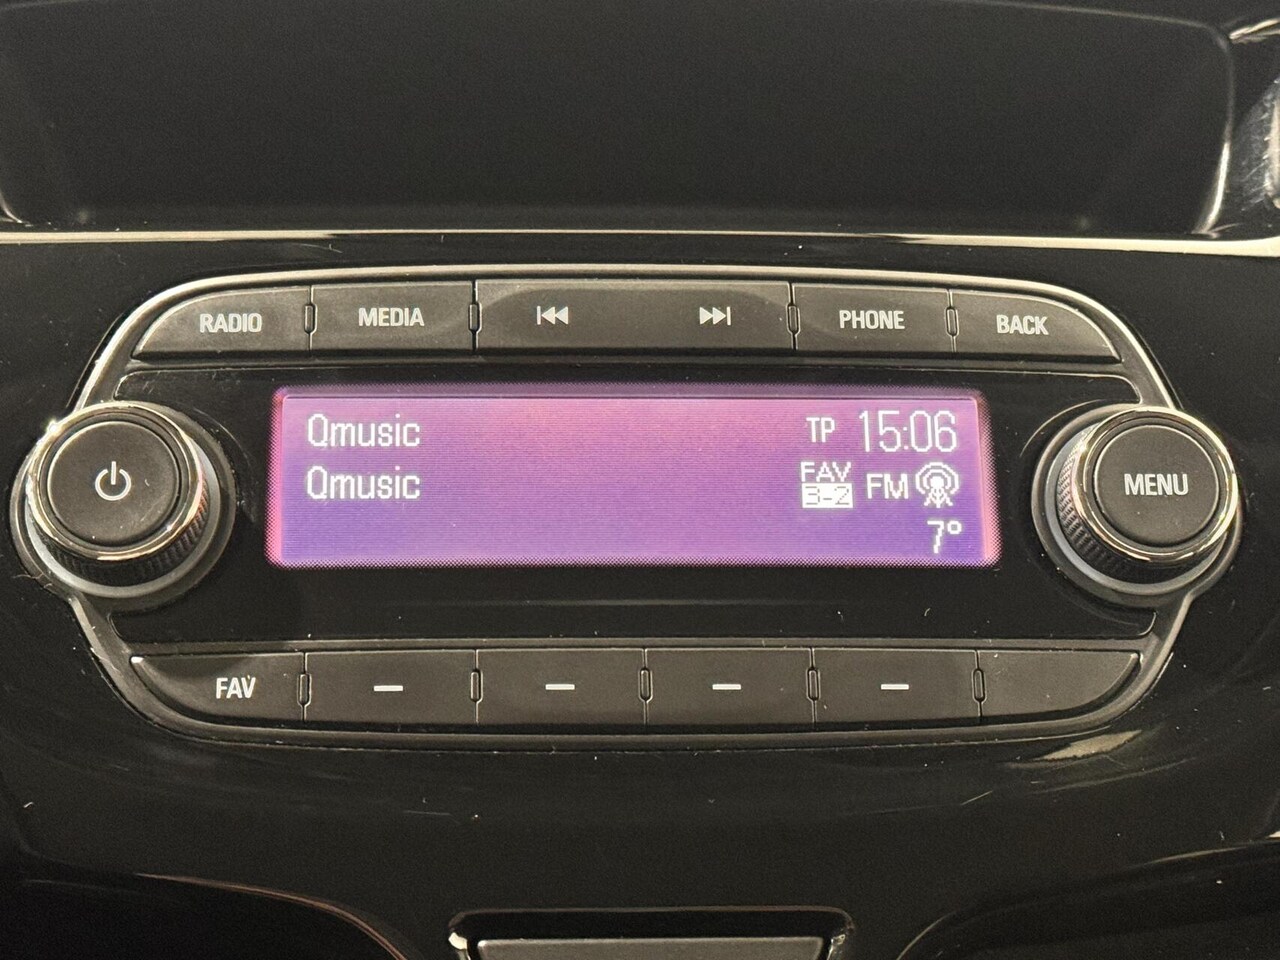 RADIO MEDIA PHONE BACK
Qmusic TP 15:06
Qmusic FAV 3-2 FM
7°
MENU
FAV